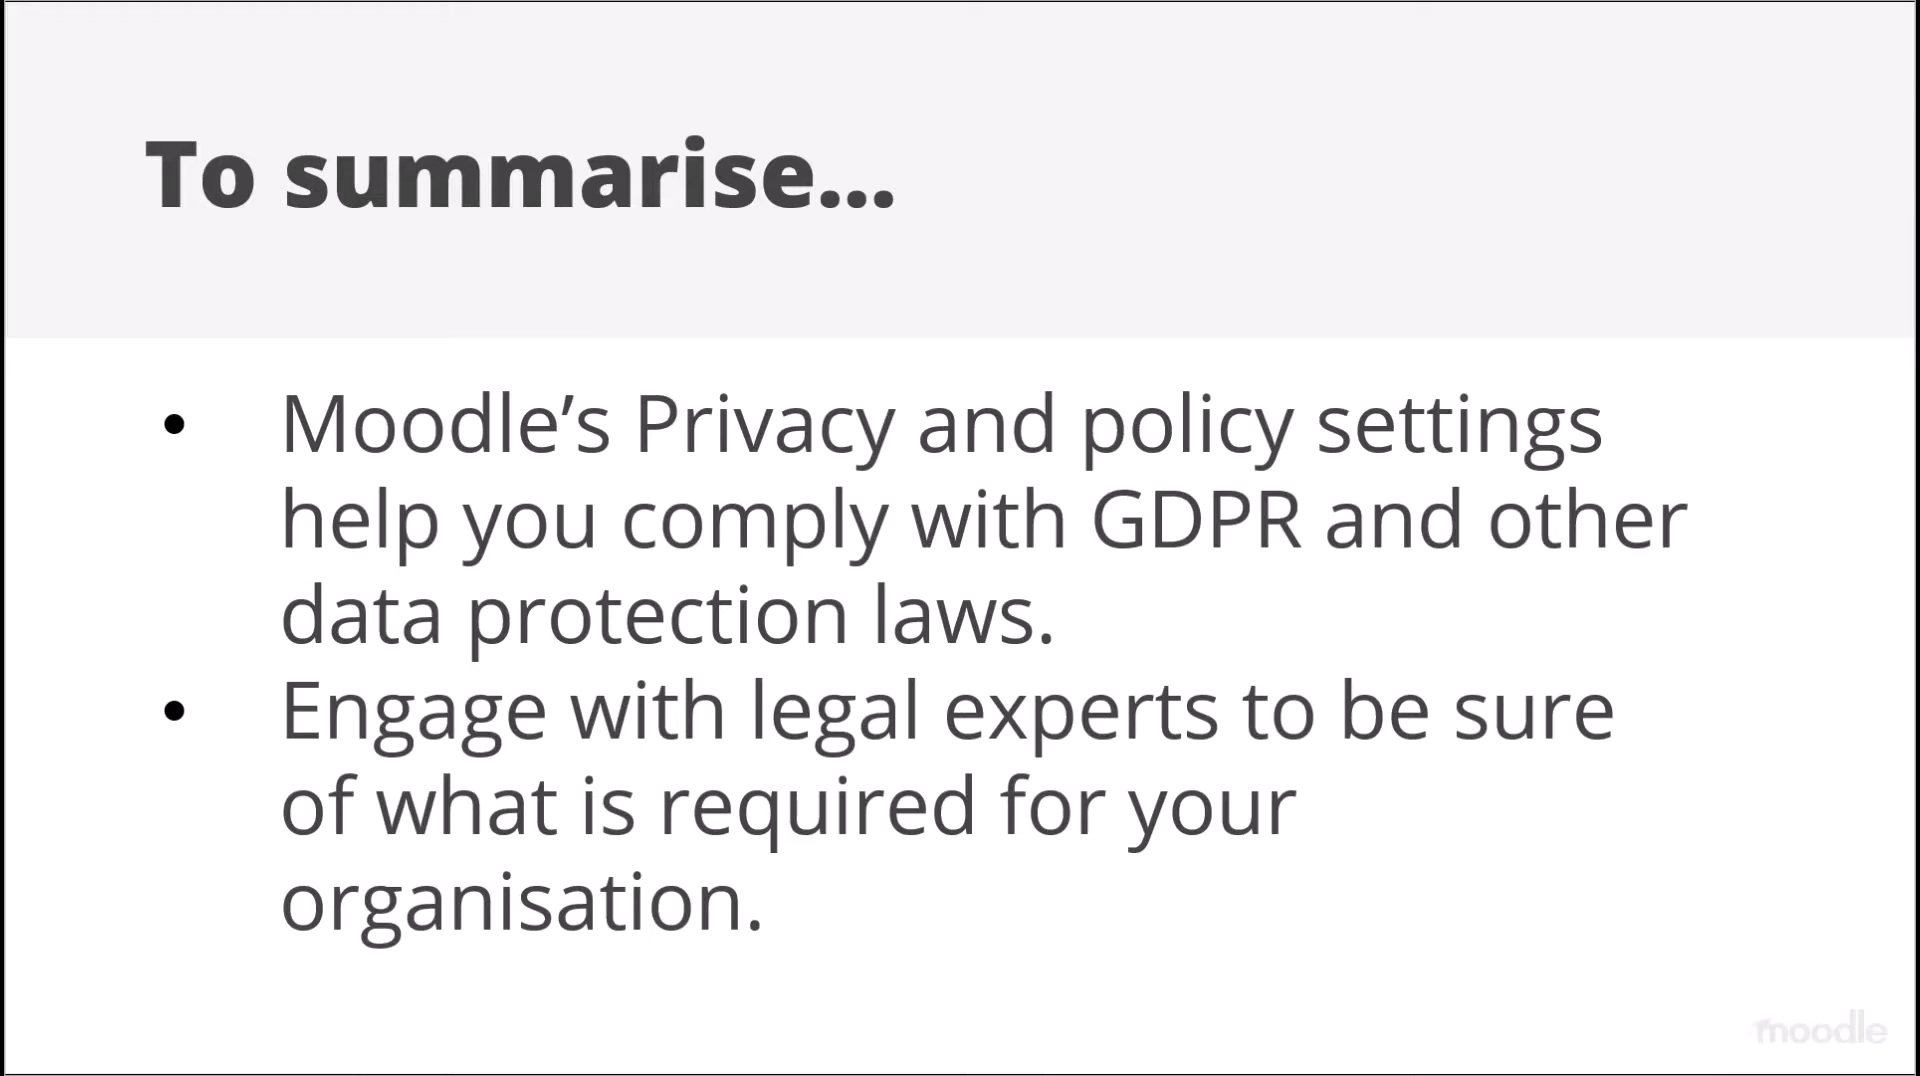 To summarise...
• Moodle’s Privacy and policy settings
help you comply with GDPR and other
data protection laws.
• Engage with legal experts to be sure
of what is required for your
organisation.
moodle